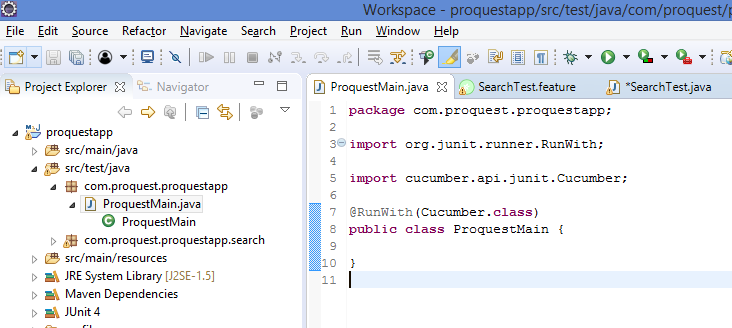 Workspace - proquestapp/src/test/java/com/proquest/p
File Edit Source Refactor Navigate Search Project Run Window Help
Project Explorer Navigator
ProquestMain.java SearchTest.feature *SearchTest.java
proquestapp
src/main/java
src/test/java
com.proquest.proquestapp
ProquestMain.java
ProquestMain
com.proquest.proquestapp.search
src/main/resources
JRE System Library [J2SE-1.5]
Maven Dependencies
JUnit 4
1 package com.proquest.proquestapp;
2
3 import org.junit.runner.RunWith;
4
5 import cucumber.api.junit.Cucumber;
6
7 @RunWith(Cucumber.class)
8 public class ProquestMain {
9
10 }
11